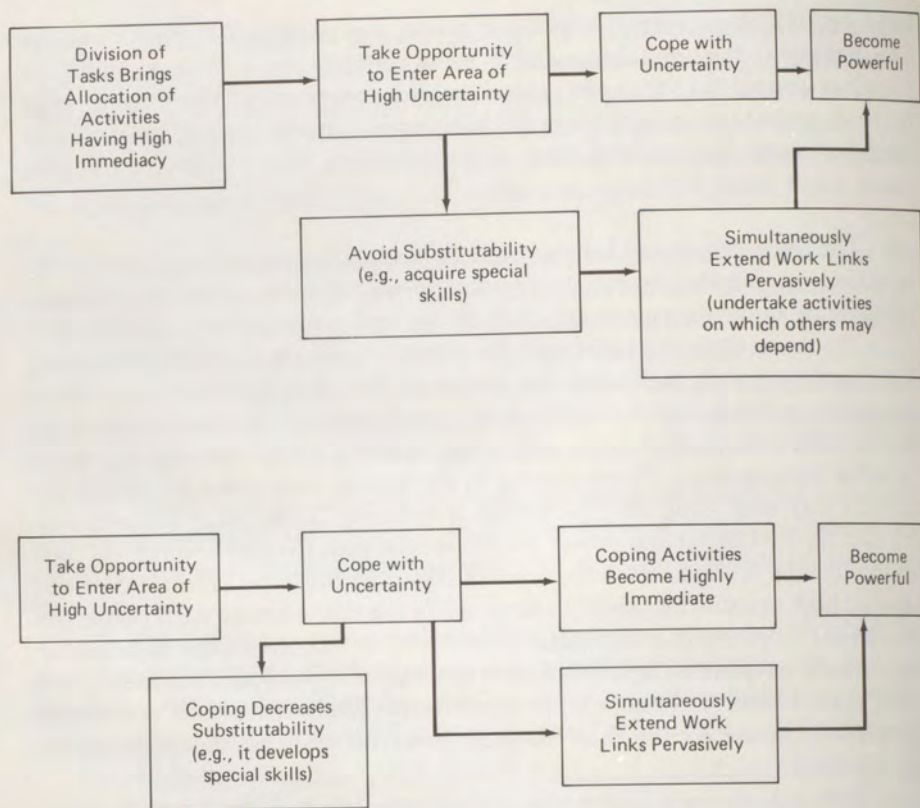 Division of
Tasks Brings
Allocation of
Activities
Having High
Immediacy
Take Opportunity
to Enter Area of
High Uncertainty
Cope with
Uncertainty
Become
Powerful
Avoid Substitutability
(e.g., acquire special
skills)
Simultaneously
Extend Work Links
Pervasively
(undertake activities
on which others may
depend)
Take Opportunity
to Enter Area of
High Uncertainty
Cope with
Uncertainty
Coping Activities
Become Highly
Immediate
Become
Powerful
Coping Decreases
Substitutability
(e.g., it develops
special skills)
Simultaneously
Extend Work
Links Pervasively